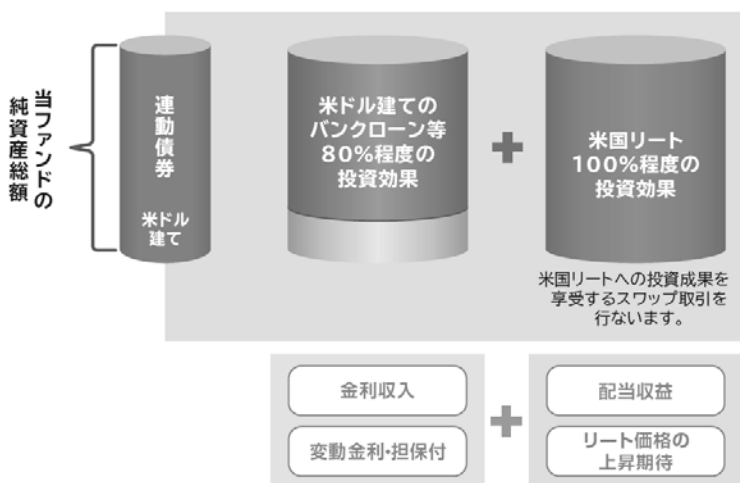 当ファンドの
純資産総額
連動債券
米ドル
建て
米ドル建ての
バンクローン等
80%程度の
投資効果
+
米国リート
100%程度の
投資効果
米国リートへの投資成果を
享受するスワップ取引を
行ないます。
金利収入
変動金利・担保付
+
配当収益
リート価格の
上昇期待